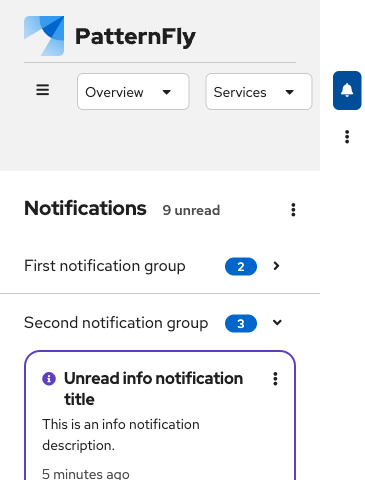 PatternFly
Overview
Services
Notifications 9 unread
First notification group 2
Second notification group 3
Unread info notification
title
This is an info notification
description.
5 minutes ago